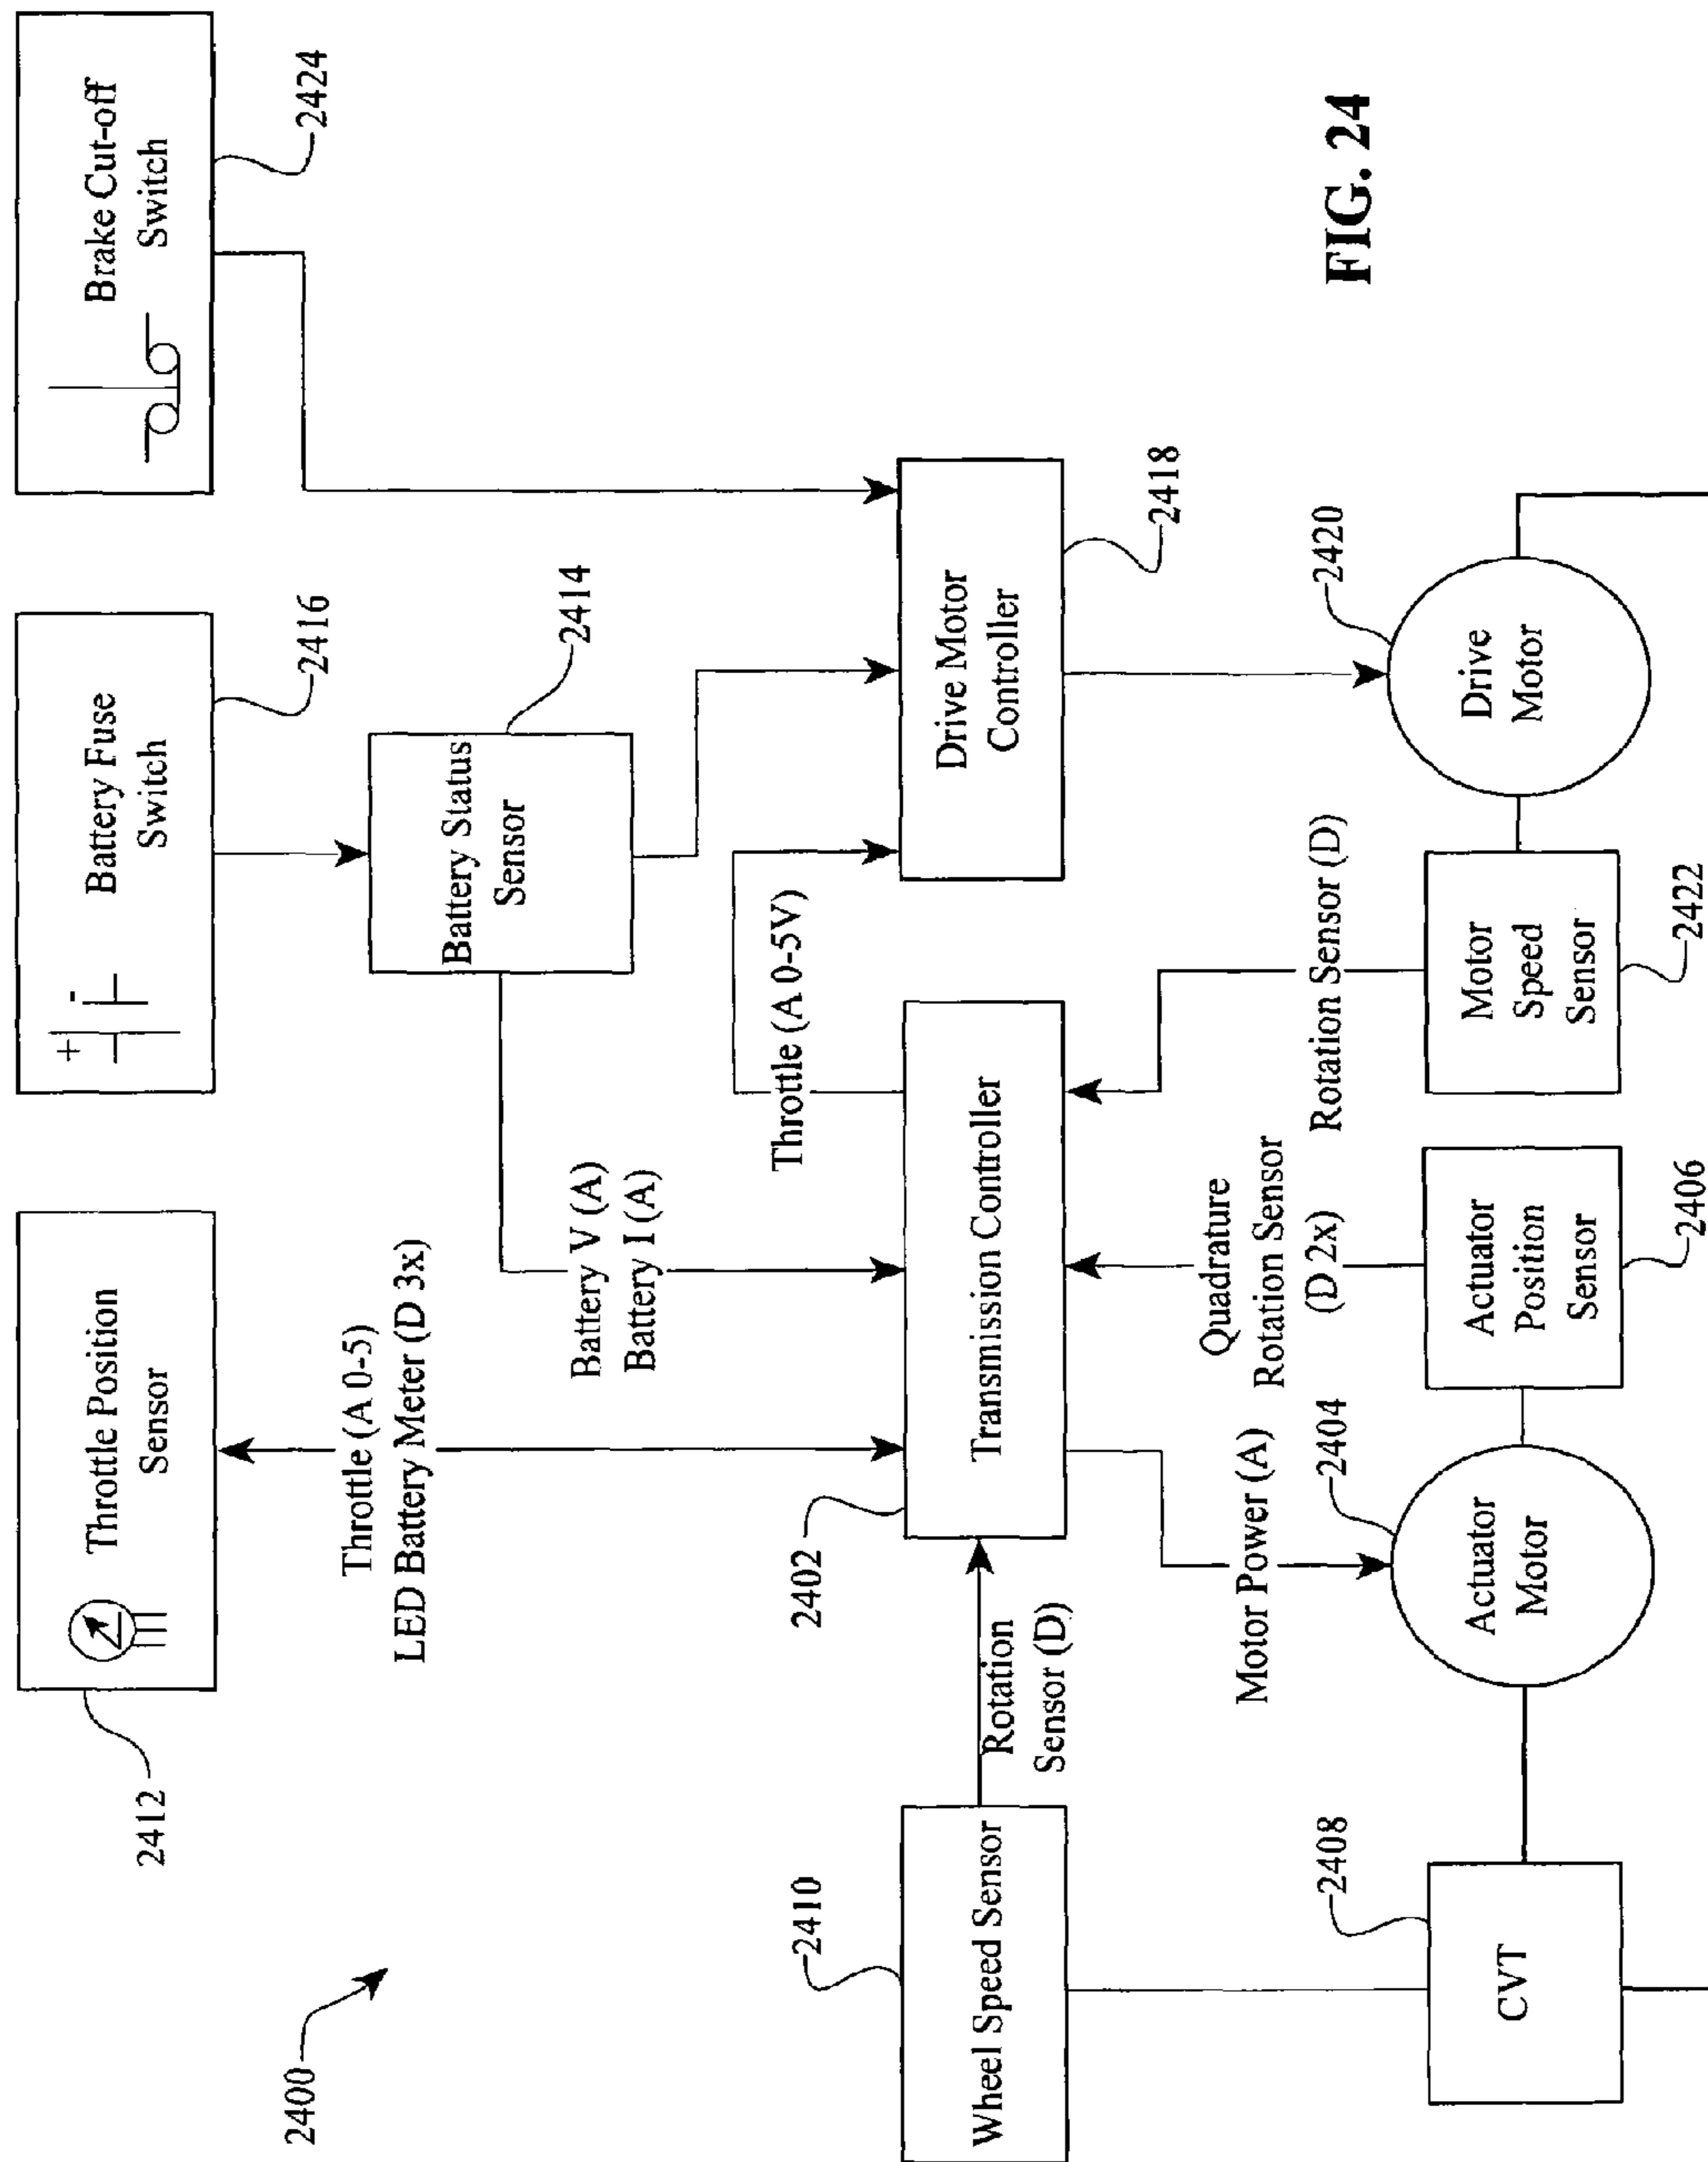 2400
Throttle Position
Sensor
2412
+
-
Battery Fuse
Switch
2416
Brake Cut-off
Switch
2424
Throttle (A 0-5)
LED Battery Meter (D 3x)
Battery Status
Sensor
2414
Battery V (A)
Battery I (A)
Throttle (A 0-5V)
2410
Wheel Speed Sensor
Rotation
Sensor (D)
2402
Transmission Controller
Drive Motor
Controller
2418
Motor Power (A)
Quadrature
Rotation Sensor
(D 2x)
Rotation Sensor (D)
2408
CVT
2404
Actuator
Motor
Actuator
Position
Sensor
2406
Motor
Speed
Sensor
2422
Drive
Motor
2420
FIG. 24